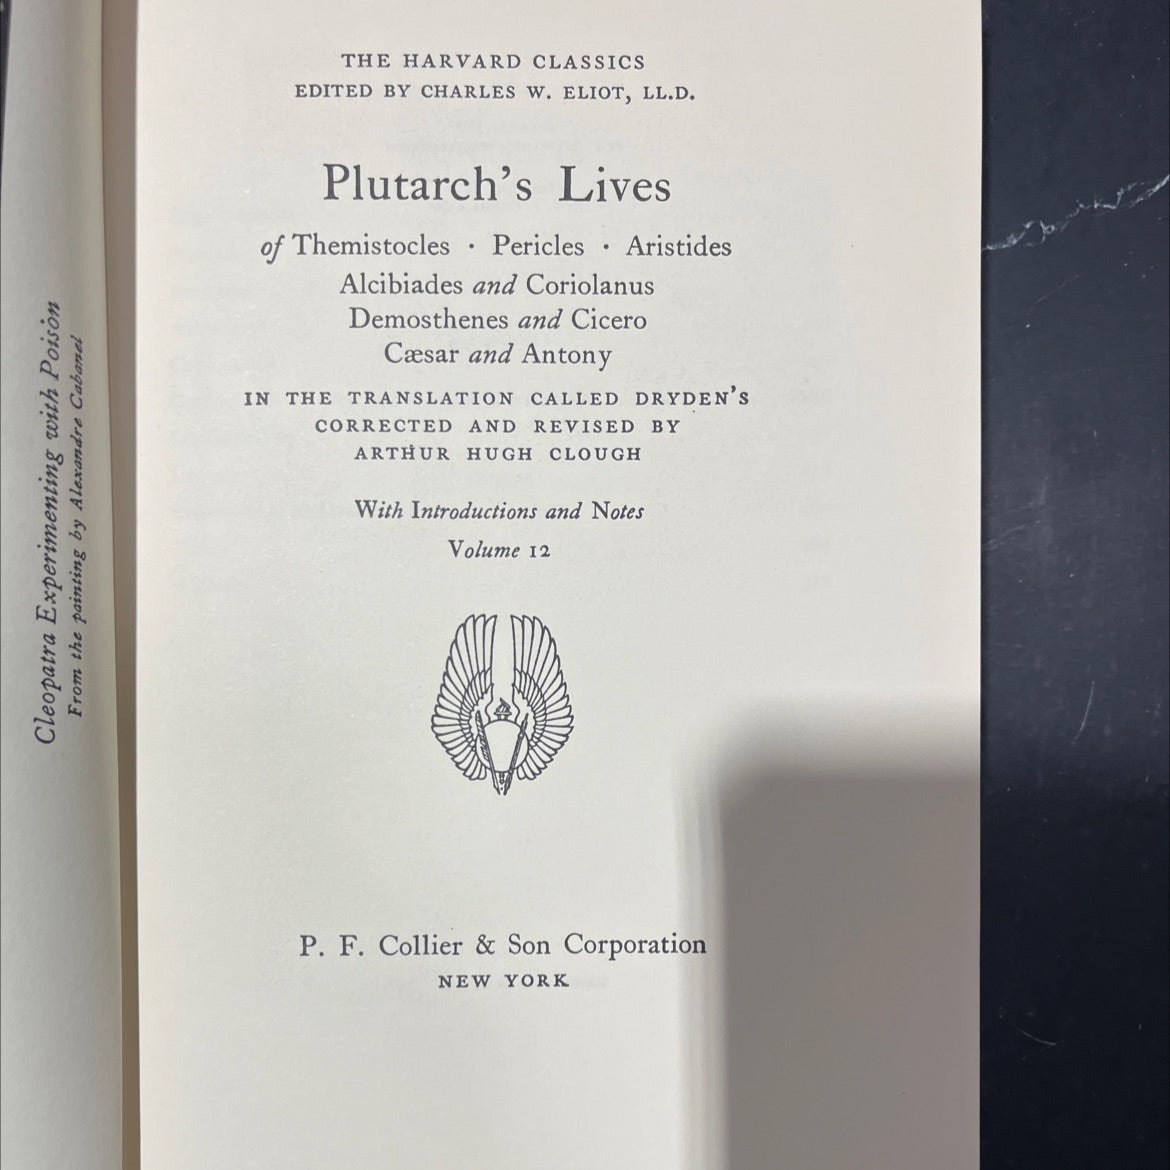 Cleopatra Experimenting with Poison
From the painting by Alexandre Cabanel
THE HARVARD CLASSICS
EDITED BY CHARLES W. ELIOT, LL.D.
Plutarch's Lives
of Themistocles · Pericles · Aristides
Alcibiades and Coriolanus
Demosthenes and Cicero
Cæsar and Antony
IN THE TRANSLATION CALLED DRYDEN'S
CORRECTED AND REVISED BY
ARTHUR HUGH CLOUGH
With Introductions and Notes
Volume 12
P. F. Collier & Son Corporation
NEW YORK